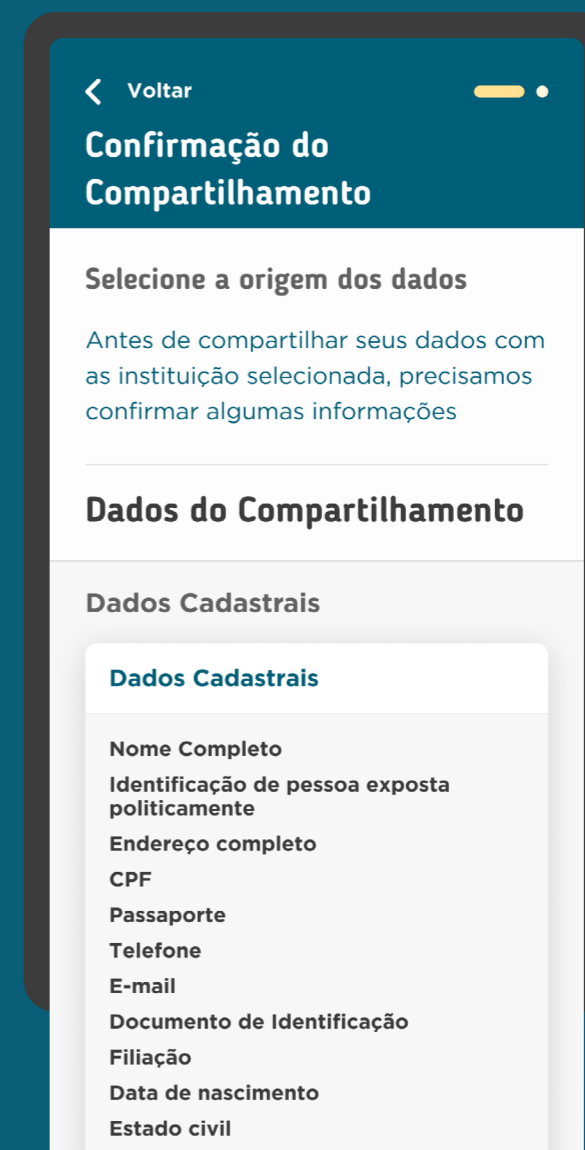 Voltar
Confirmação do
Compartilhamento
Selecione a origem dos dados
Antes de compartilhar seus dados com
as instituição selecionada, precisamos
confirmar algumas informações
Dados do Compartilhamento
Dados Cadastrais
Dados Cadastrais
Nome Completo
Identificação de pessoa exposta
politicamente
Endereço completo
CPF
Passaporte
Telefone
E-mail
Documento de Identificação
Filiação
Data de nascimento
Estado civil